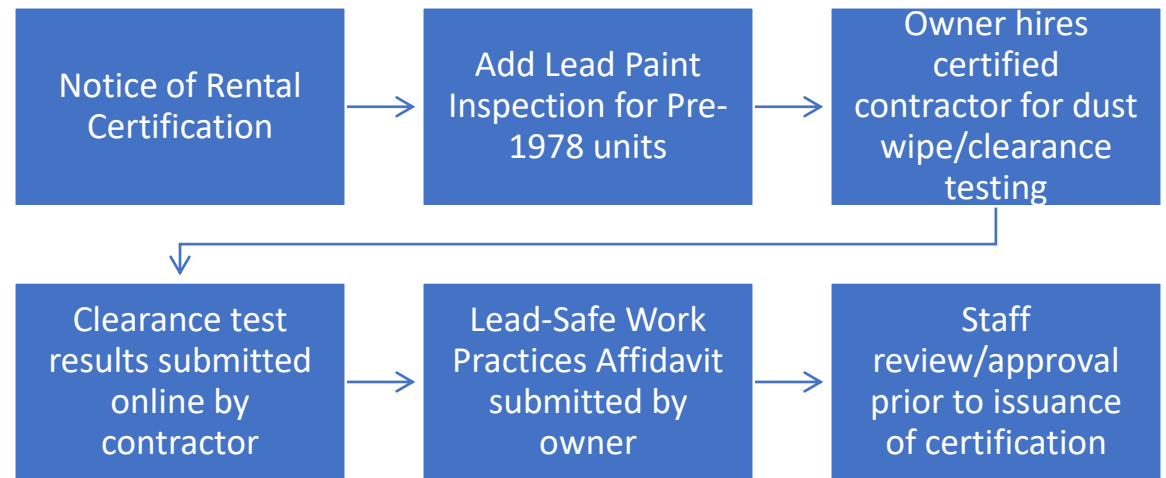 Notice of Rental
Certification
Add Lead Paint
Inspection for Pre-
1978 units
Owner hires
certified
contractor for dust
wipe/clearance
testing
Clearance test
results submitted
online by
contractor
Lead-Safe Work
Practices Affidavit
submitted by
owner
Staff
review/approval
prior to issuance
of certification